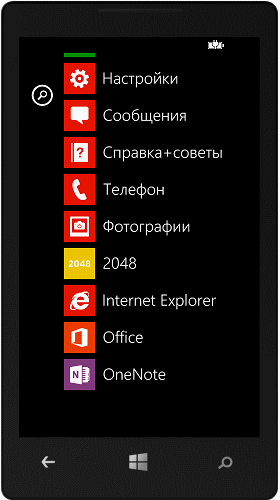 Настройки
Сообщения
Справка+советы
Телефон
Фотографии
2048 2048
Internet Explorer
Office
OneNote